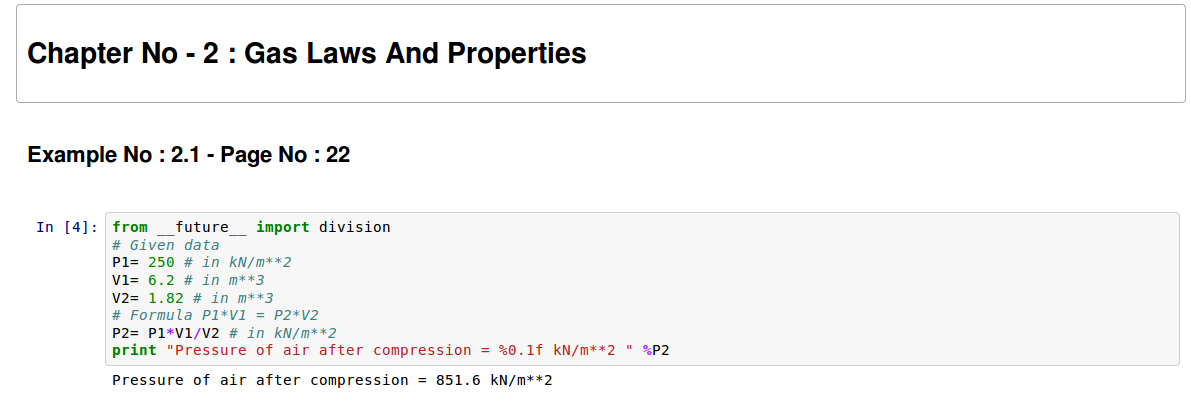 Chapter No - 2 : Gas Laws And Properties
Example No : 2.1 - Page No : 22
In [4]: from __future__ import division
# Given data
P1= 250 # in kN/m**2
V1= 6.2 # in m**3
V2= 1.82 # in m**3
# Formula P1*V1 = P2*V2
P2= P1*V1/V2 # in kN/m**2
print "Pressure of air after compression = %0.1f kN/m**2 " %P2
Pressure of air after compression = 851.6 kN/m**2